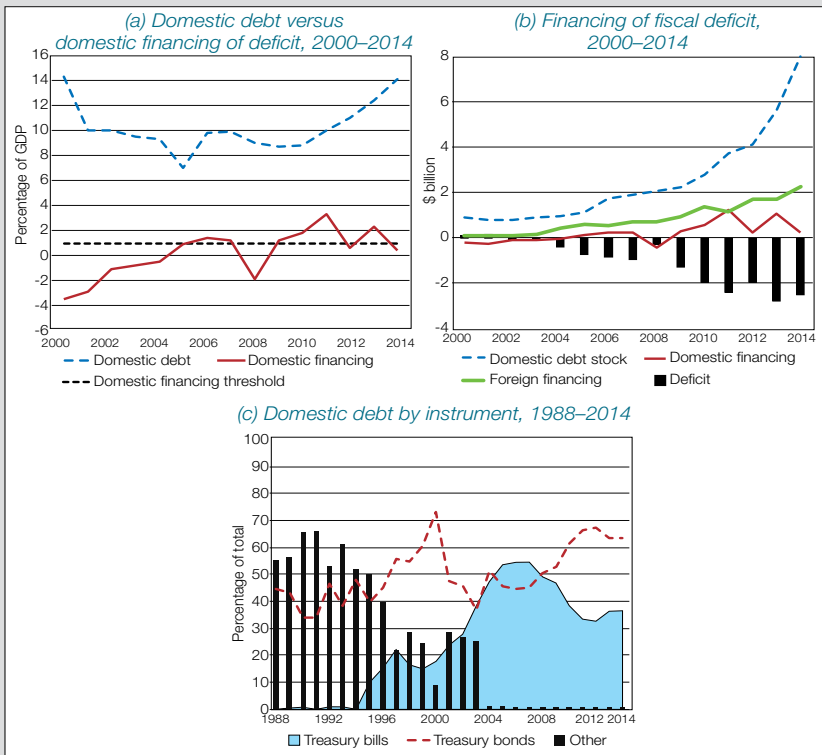 (a) Domestic debt versus
domestic financing of deficit, 2000–2014
Percentage of GDP
16
14
12
10
8
6
4
2
0
-2
-4
-6
2000 2002 2004 2006 2008 2010 2012 2014
Domestic debt Domestic financing
Domestic financing threshold
(b) Financing of fiscal deficit,
2000–2014
$ billion
8
6
4
2
0
-2
-4
2000 2002 2004 2006 2008 2010 2012 2014
Domestic debt stock Domestic financing
Foreign financing Deficit
(c) Domestic debt by instrument, 1988–2014
Percentage of total
100
90
80
70
60
50
40
30
20
10
0
1988 1992 1996 2000 2004 2008 2012 2014
Treasury bills Treasury bonds Other